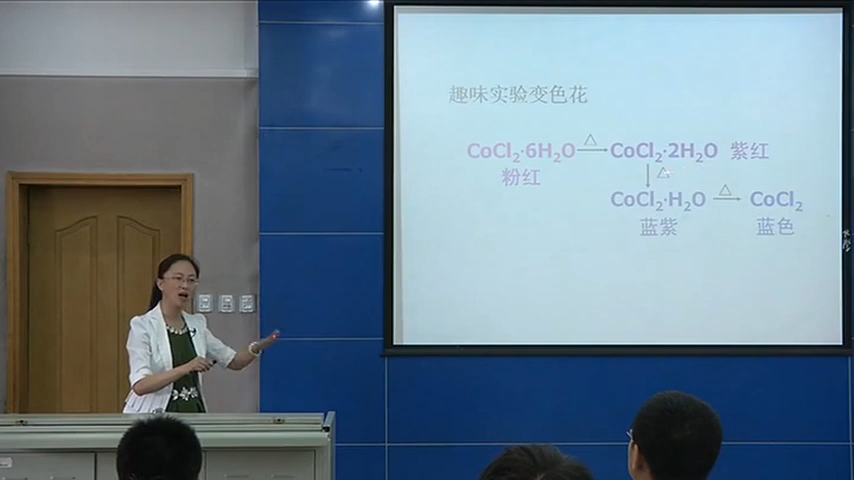 趣味实验变色花
CoCl₂·6H₂O —△→ CoCl₂·2H₂O 紫红
粉红
↓△
CoCl₂·H₂O —△→ CoCl₂
蓝紫 蓝色